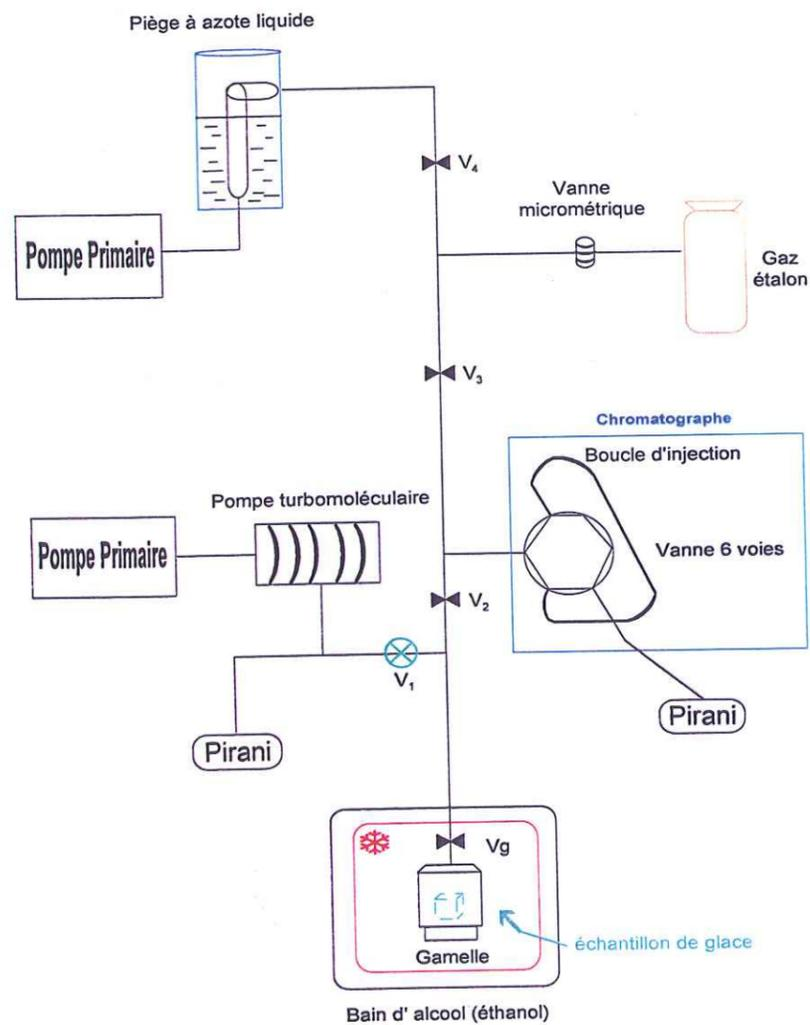 Piège à azote liquide
V4
Vanne
micrométrique
Pompe Primaire
Gaz
étalon
V3
Chromatographe
Boucle d'injection
Pompe turbomoléculaire
Pompe Primaire
Vanne 6 voies
V2
V1
Pirani
Pirani
Vg
échantillon de glace
Gamelle
Bain d' alcool (éthanol)